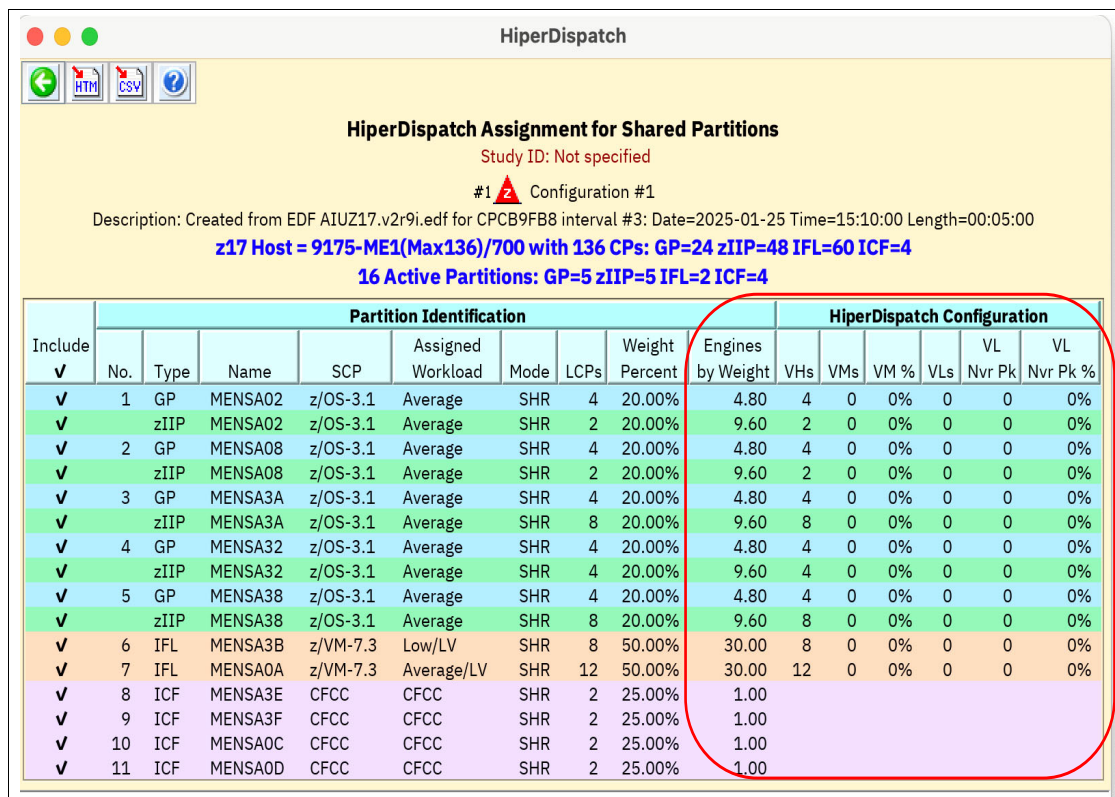 HiperDispatch
HTM CSV ?
HiperDispatch Assignment for Shared Partitions
Study ID: Not specified
#1 z Configuration #1
Description: Created from EDF AIUZ17.v2r9i.edf for CPCB9FB8 interval #3: Date=2025-01-25 Time=15:10:00 Length=00:05:00
z17 Host = 9175-ME1(Max136)/700 with 136 CPs: GP=24 zIIP=48 IFL=60 ICF=4
16 Active Partitions: GP=5 zIIP=5 IFL=2 ICF=4
Partition Identification HiperDispatch Configuration
Include Assigned Weight Engines VL VL
✔ No. Type Name SCP Workload Mode LCPs Percent by Weight VHs VMs VM % VLs Nvr Pk Nvr Pk %
✔ 1 GP MENSA02 z/OS-3.1 Average SHR 4 20.00% 4.80 4 0 0% 0 0 0%
✔ zIIP MENSA02 z/OS-3.1 Average SHR 2 20.00% 9.60 2 0 0% 0 0 0%
✔ 2 GP MENSA08 z/OS-3.1 Average SHR 4 20.00% 4.80 4 0 0% 0 0 0%
✔ zIIP MENSA08 z/OS-3.1 Average SHR 2 20.00% 9.60 2 0 0% 0 0 0%
✔ 3 GP MENSA3A z/OS-3.1 Average SHR 4 20.00% 4.80 4 0 0% 0 0 0%
✔ zIIP MENSA3A z/OS-3.1 Average SHR 8 20.00% 9.60 8 0 0% 0 0 0%
✔ 4 GP MENSA32 z/OS-3.1 Average SHR 4 20.00% 4.80 4 0 0% 0 0 0%
✔ zIIP MENSA32 z/OS-3.1 Average SHR 4 20.00% 9.60 4 0 0% 0 0 0%
✔ 5 GP MENSA38 z/OS-3.1 Average SHR 4 20.00% 4.80 4 0 0% 0 0 0%
✔ zIIP MENSA38 z/OS-3.1 Average SHR 8 20.00% 9.60 8 0 0% 0 0 0%
✔ 6 IFL MENSA3B z/VM-7.3 Low/LV SHR 8 50.00% 30.00 8 0 0% 0 0 0%
✔ 7 IFL MENSA0A z/VM-7.3 Average/LV SHR 12 50.00% 30.00 12 0 0% 0 0 0%
✔ 8 ICF MENSA3E CFCC CFCC SHR 2 25.00% 1.00
✔ 9 ICF MENSA3F CFCC CFCC SHR 2 25.00% 1.00
✔ 10 ICF MENSA0C CFCC CFCC SHR 2 25.00% 1.00
✔ 11 ICF MENSA0D CFCC CFCC SHR 2 25.00% 1.00